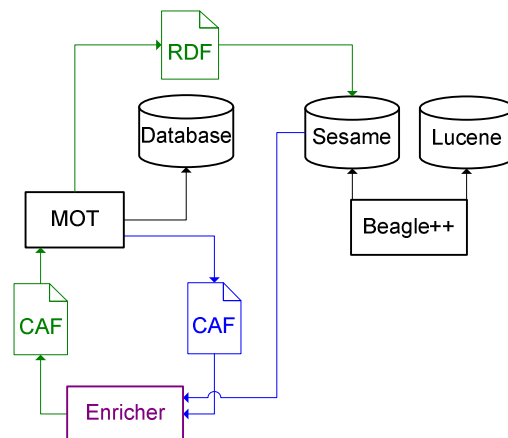 RDF
Database
Sesame
Lucene
MOT
Beagle++
CAF
CAF
Enricher